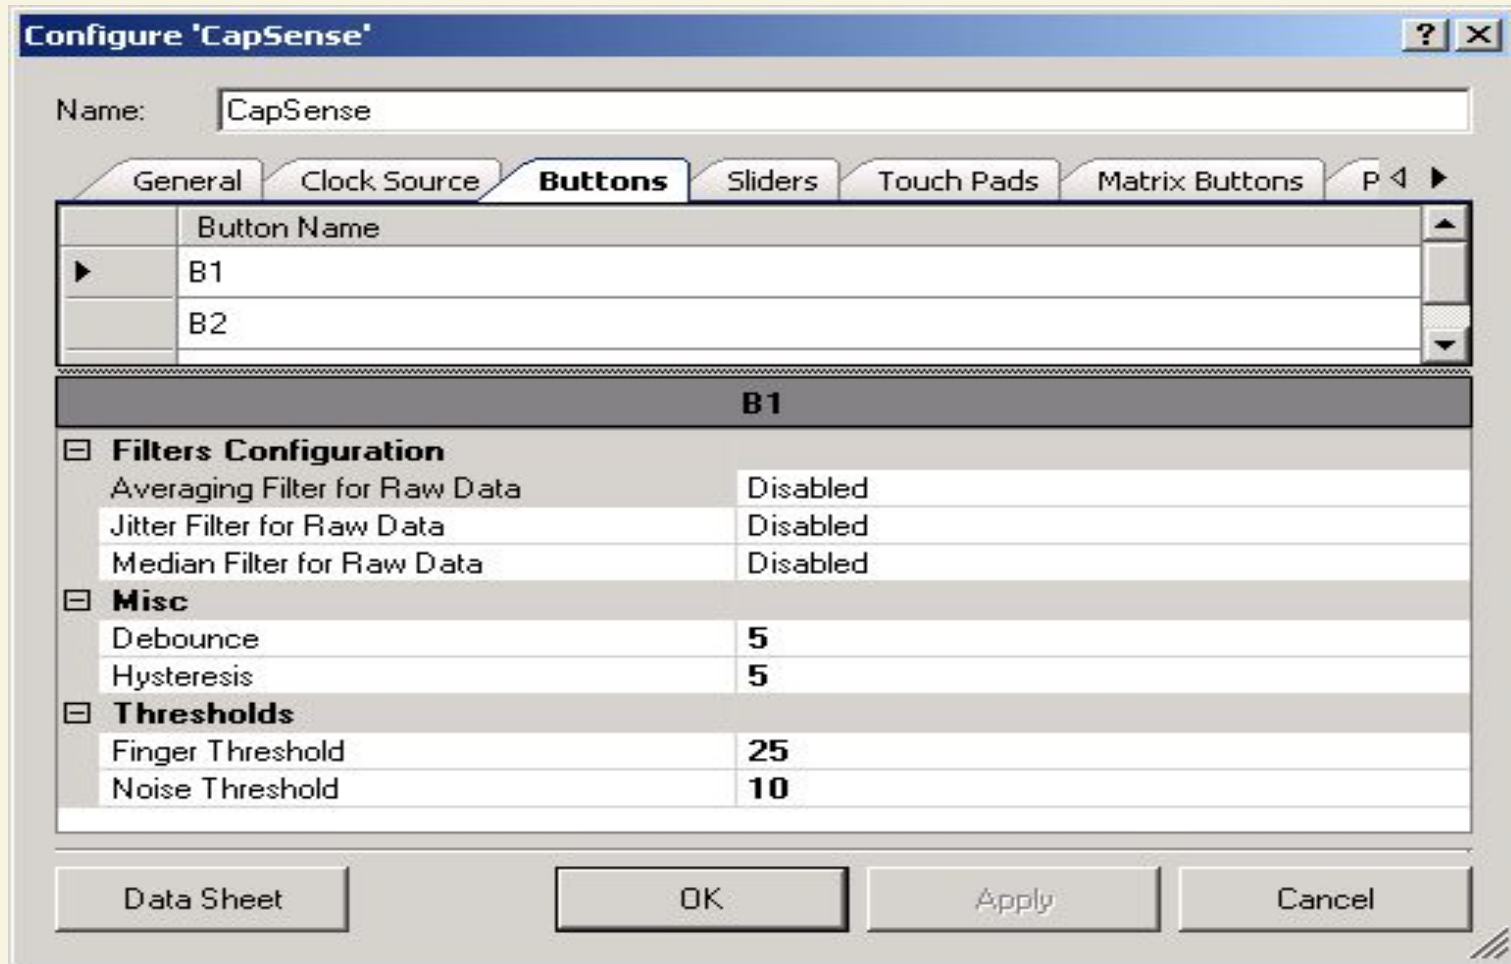 Configure 'CapSense'
Name: CapSense
General Clock Source Buttons Sliders Touch Pads Matrix Buttons P
Button Name
B1
B2
B1
Filters Configuration
Averaging Filter for Raw Data Disabled
Jitter Filter for Raw Data Disabled
Median Filter for Raw Data Disabled
Misc
Debounce 5
Hysteresis 5
Thresholds
Finger Threshold 25
Noise Threshold 10
Data Sheet OK Apply Cancel